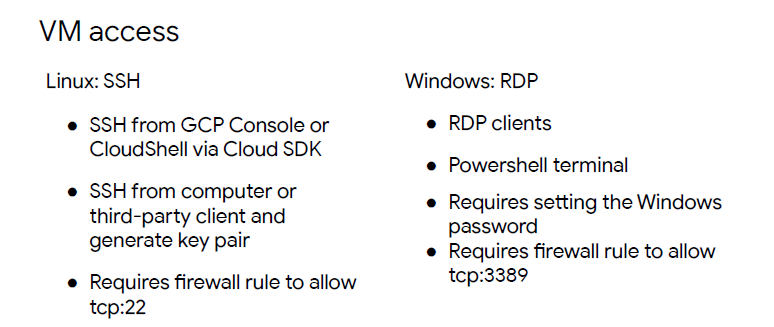 VM access
Linux: SSH
● SSH from GCP Console or
CloudShell via Cloud SDK
● SSH from computer or
third-party client and
generate key pair
● Requires firewall rule to allow
tcp:22
Windows: RDP
● RDP clients
● Powershell terminal
● Requires setting the Windows
password
● Requires firewall rule to allow
tcp:3389